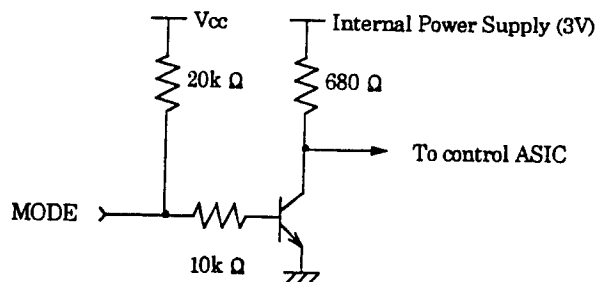 Vcc
Internal Power Supply (3V)
20k Ω
680 Ω
To control ASIC
MODE
10k Ω